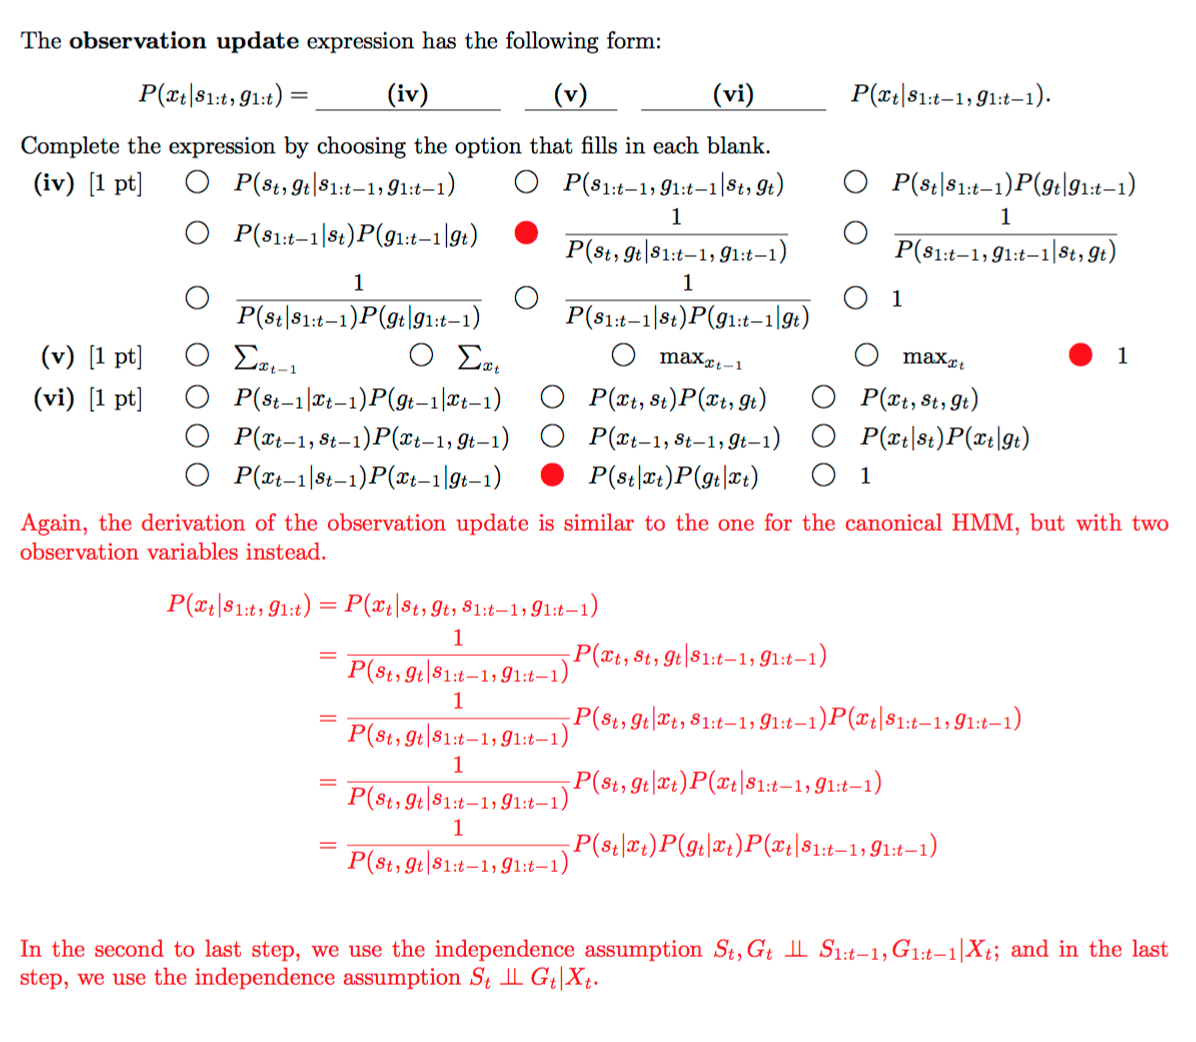 The observation update expression has the following form:
P(x_t|s_{1:t}, g_{1:t}) = (iv) (v) (vi) P(x_t|s_{1:t−1}, g_{1:t−1}).
Complete the expression by choosing the option that fills in each blank.
(iv) [1 pt] ○ P(s_t, g_t|s_{1:t−1}, g_{1:t−1}) ○ P(s_{1:t−1}, g_{1:t−1}|s_t, g_t) ○ P(s_t|s_{1:t−1})P(g_t|g_{1:t−1})
○ P(s_{1:t−1}|s_t)P(g_{1:t−1}|g_t) ● 1/P(s_t, g_t|s_{1:t−1}, g_{1:t−1}) ○ 1/P(s_{1:t−1}, g_{1:t−1}|s_t, g_t)
○ 1/P(s_t|s_{1:t−1})P(g_t|g_{1:t−1}) ○ 1/P(s_{1:t−1}|s_t)P(g_{1:t−1}|g_t) ○ 1
(v) [1 pt] ○ ∑_{x_{t−1}} ○ ∑_{x_t} ○ max_{x_{t−1}} ○ max_{x_t} ● 1
(vi) [1 pt] ○ P(s_{t−1}|x_{t−1})P(g_{t−1}|x_{t−1}) ○ P(x_t, s_t)P(x_t, g_t) ○ P(x_t, s_t, g_t)
○ P(x_{t−1}, s_{t−1})P(x_{t−1}, g_{t−1}) ○ P(x_{t−1}, s_{t−1}, g_{t−1}) ○ P(x_t|s_t)P(x_t|g_t)
○ P(x_{t−1}|s_{t−1})P(x_{t−1}|g_{t−1}) ● P(s_t|x_t)P(g_t|x_t) ○ 1
Again, the derivation of the observation update is similar to the one for the canonical HMM, but with two
observation variables instead.
P(x_t|s_{1:t}, g_{1:t}) = P(x_t|s_t, g_t, s_{1:t−1}, g_{1:t−1})
= 1/P(s_t, g_t|s_{1:t−1}, g_{1:t−1}) P(x_t, s_t, g_t|s_{1:t−1}, g_{1:t−1})
= 1/P(s_t, g_t|s_{1:t−1}, g_{1:t−1}) P(s_t, g_t|x_t, s_{1:t−1}, g_{1:t−1})P(x_t|s_{1:t−1}, g_{1:t−1})
= 1/P(s_t, g_t|s_{1:t−1}, g_{1:t−1}) P(s_t, g_t|x_t)P(x_t|s_{1:t−1}, g_{1:t−1})
= 1/P(s_t, g_t|s_{1:t−1}, g_{1:t−1}) P(s_t|x_t)P(g_t|x_t)P(x_t|s_{1:t−1}, g_{1:t−1})
In the second to last step, we use the independence assumption S_t, G_t ⊥⊥ S_{1:t−1}, G_{1:t−1}|X_t; and in the last
step, we use the independence assumption S_t ⊥⊥ G_t|X_t.